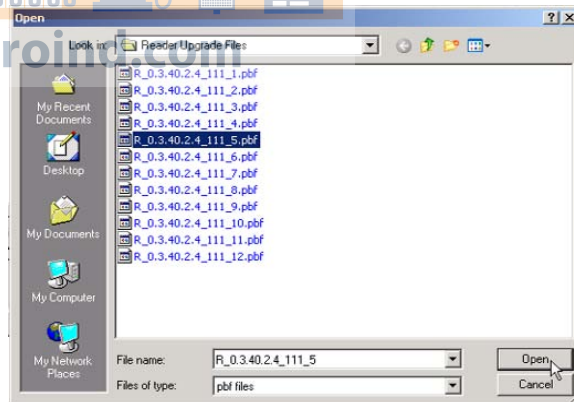 Open
Look in: Reader Upgrade Files
roind.com
R_0.3.40.2.4_111_1.pbf
R_0.3.40.2.4_111_2.pbf
R_0.3.40.2.4_111_3.pbf
R_0.3.40.2.4_111_4.pbf
R_0.3.40.2.4_111_5.pbf
R_0.3.40.2.4_111_6.pbf
R_0.3.40.2.4_111_7.pbf
R_0.3.40.2.4_111_8.pbf
R_0.3.40.2.4_111_9.pbf
R_0.3.40.2.4_111_10.pbf
R_0.3.40.2.4_111_11.pbf
R_0.3.40.2.4_111_12.pbf
My Recent
Documents
Desktop
My Documents
My Computer
My Network
Places
File name: R_0.3.40.2.4_111_5
Open
Files of type: pbf files
Cancel